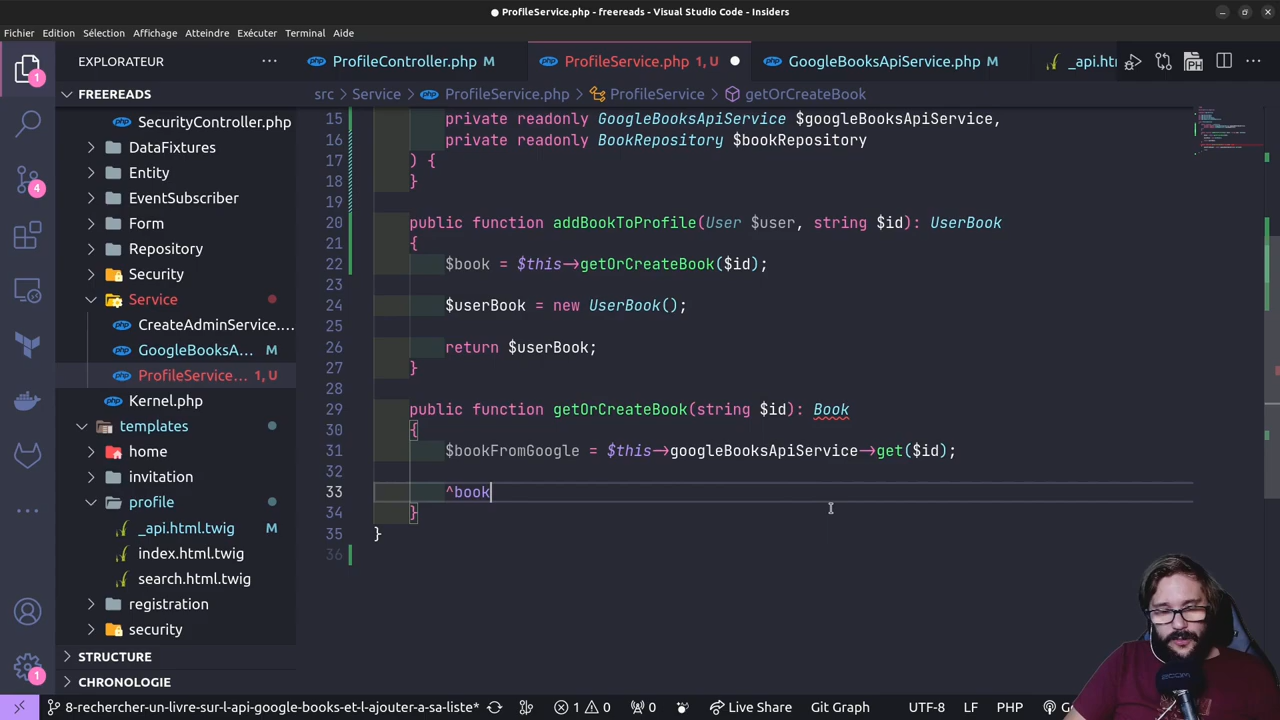 ProfileService.php - freereads - Visual Studio Code - Insiders
Fichier Edition Sélection Affichage Atteindre Exécuter Terminal Aide
EXPLORATEUR
ProfileController.php M
ProfileService.php 1, U
GoogleBooksApiService.php M
_api.htm
FREEREADS
src Service ProfileService.php ProfileService getOrCreateBook
SecurityController.php
DataFixtures
Entity
EventSubscriber
Form
Repository
Security
Service
CreateAdminService....
GoogleBooksA... M
ProfileService... 1, U
Kernel.php
templates
home
invitation
profile
_api.html.twig M
index.html.twig
search.html.twig
registration
security
STRUCTURE
CHRONOLOGIE
1
4
1
15 private readonly GoogleBooksApiService $googleBooksApiService,
16 private readonly BookRepository $bookRepository
17 ) {
18 }
19
20 public function addBookToProfile(User $user, string $id): UserBook
21 {
22 $book = $this->getOrCreateBook($id);
23
24 $userBook = new UserBook();
25
26 return $userBook;
27 }
28
29 public function getOrCreateBook(string $id): Book
30 {
31 $bookFromGoogle = $this->googleBooksApiService->get($id);
32
33 ^book
34 }
35 }
36
8-rechercher-un-livre-sur-l-api-google-books-et-l-ajouter-a-sa-liste* 1 0 0 Live Share Git Graph UTF-8 LF PHP Go